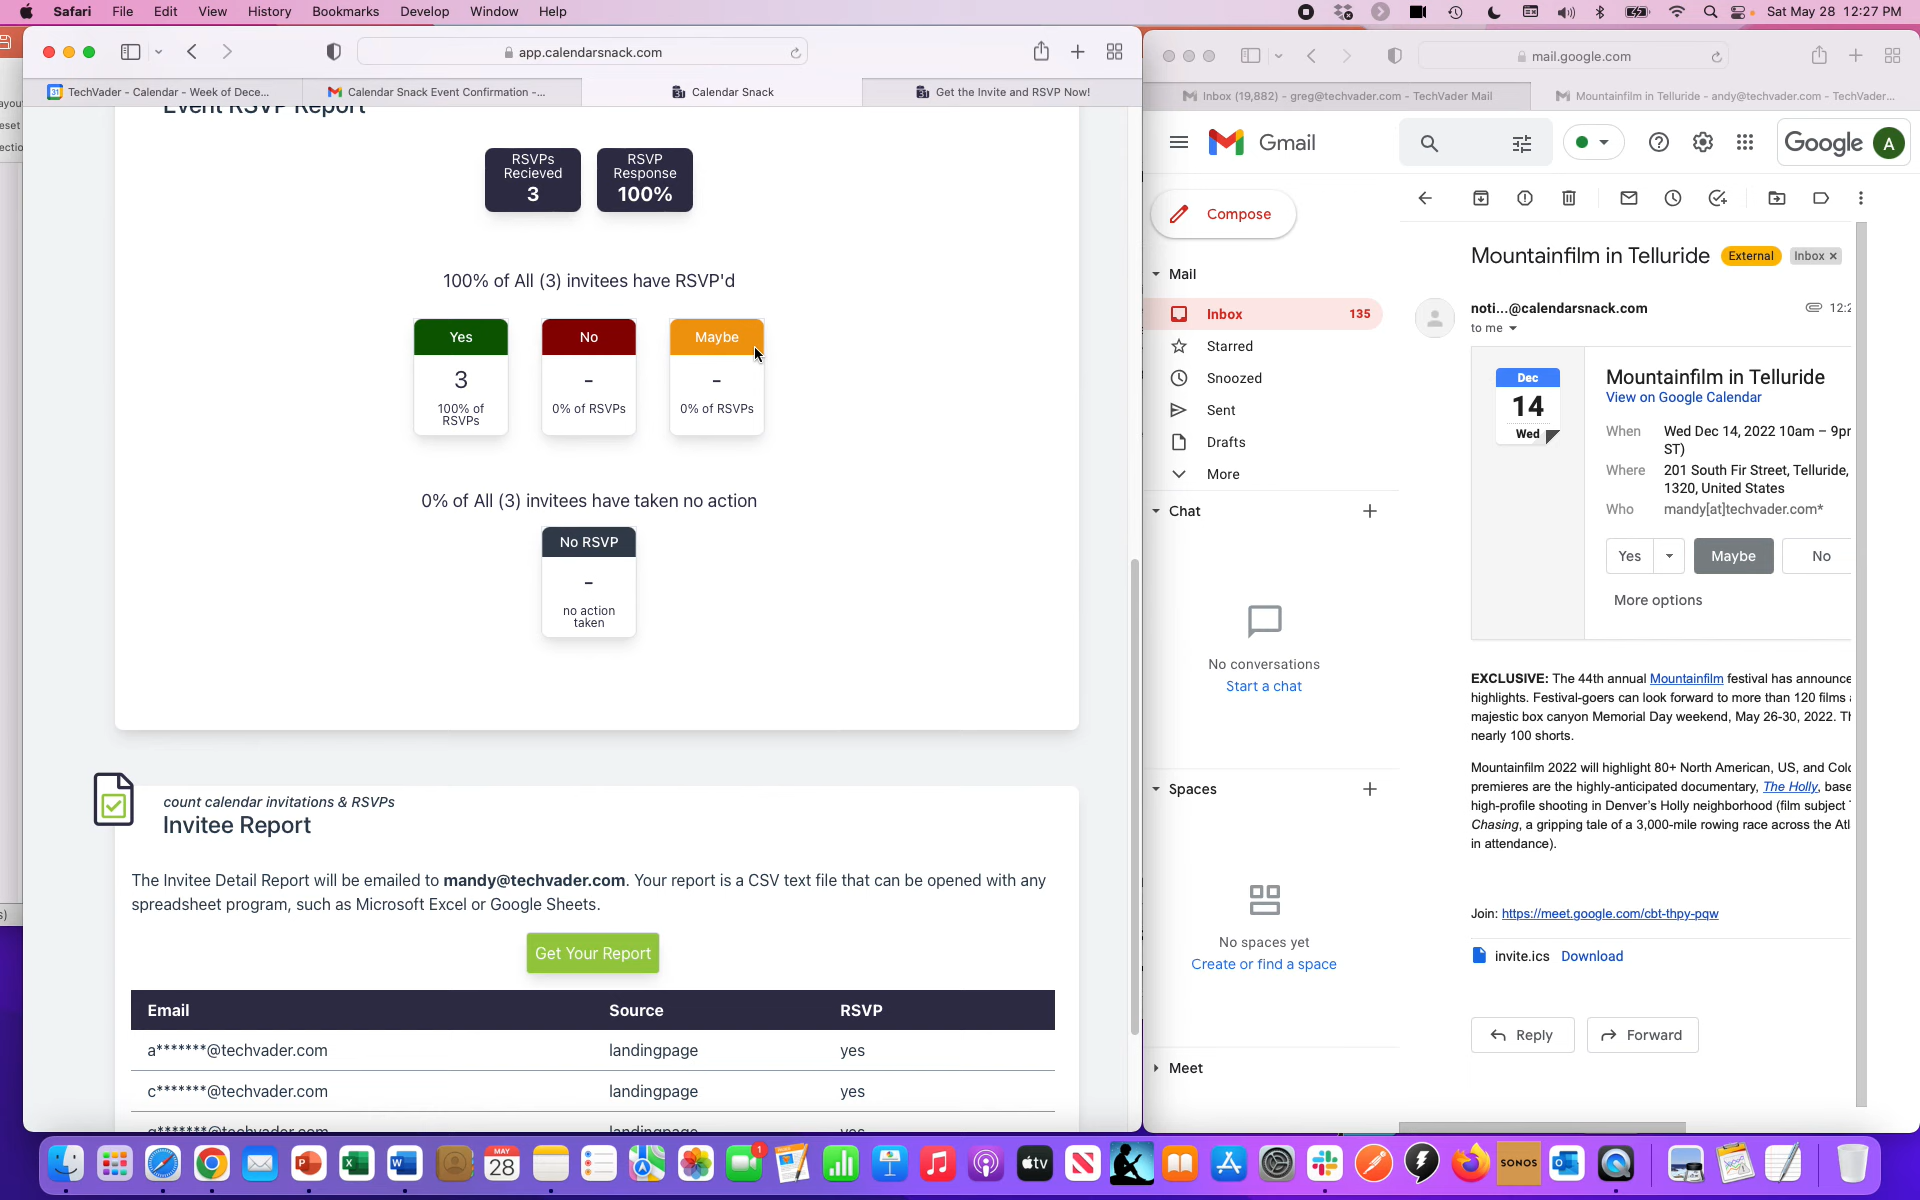 Safari File Edit View History Bookmarks Develop Window Help
Sat May 28 12:27 PM
app.calendarsnack.com
TechVader - Calendar - Week of Dece...
Calendar Snack Event Confirmation -...
Calendar Snack
Get the Invite and RSVP Now!
Event RSVP Report
RSVPs
Recieved
3
RSVP
Response
100%
100% of All (3) invitees have RSVP'd
Yes
3
100% of
RSVPs
No
-
0% of RSVPs
Maybe
-
0% of RSVPs
0% of All (3) invitees have taken no action
No RSVP
-
no action
taken
count calendar invitations & RSVPs
Invitee Report
The Invitee Detail Report will be emailed to mandy@techvader.com. Your report is a CSV text file that can be opened with any
spreadsheet program, such as Microsoft Excel or Google Sheets.
Get Your Report
Email Source RSVP
a*******@techvader.com landingpage yes
c*******@techvader.com landingpage yes
mail.google.com
Inbox (19,882) - greg@techvader.com - TechVader Mail
Mountainfilm in Telluride - andy@techvader.com - TechVader...
Gmail
Google A
Compose
Mail
Inbox 135
Starred
Snoozed
Sent
Drafts
More
Chat
No conversations
Start a chat
Spaces
No spaces yet
Create or find a space
Meet
Mountainfilm in Telluride External Inbox ×
noti...@calendarsnack.com 12:2
to me
Dec
14
Wed
Mountainfilm in Telluride
View on Google Calendar
When Wed Dec 14, 2022 10am – 9pm
ST)
Where 201 South Fir Street, Telluride,
1320, United States
Who mandy[at]techvader.com*
Yes Maybe No
More options
EXCLUSIVE: The 44th annual Mountainfilm festival has announce
highlights. Festival-goers can look forward to more than 120 films
majestic box canyon Memorial Day weekend, May 26-30, 2022. Th
nearly 100 shorts.
Mountainfilm 2022 will highlight 80+ North American, US, and Colo
premieres are the highly-anticipated documentary, The Holly, base
high-profile shooting in Denver's Holly neighborhood (film subject
Chasing, a gripping tale of a 3,000-mile rowing race across the Atl
in attendance).
Join: https://meet.google.com/cbt-thpy-pqw
invite.ics Download
Reply Forward
MAY
28
1
tv
SONOS